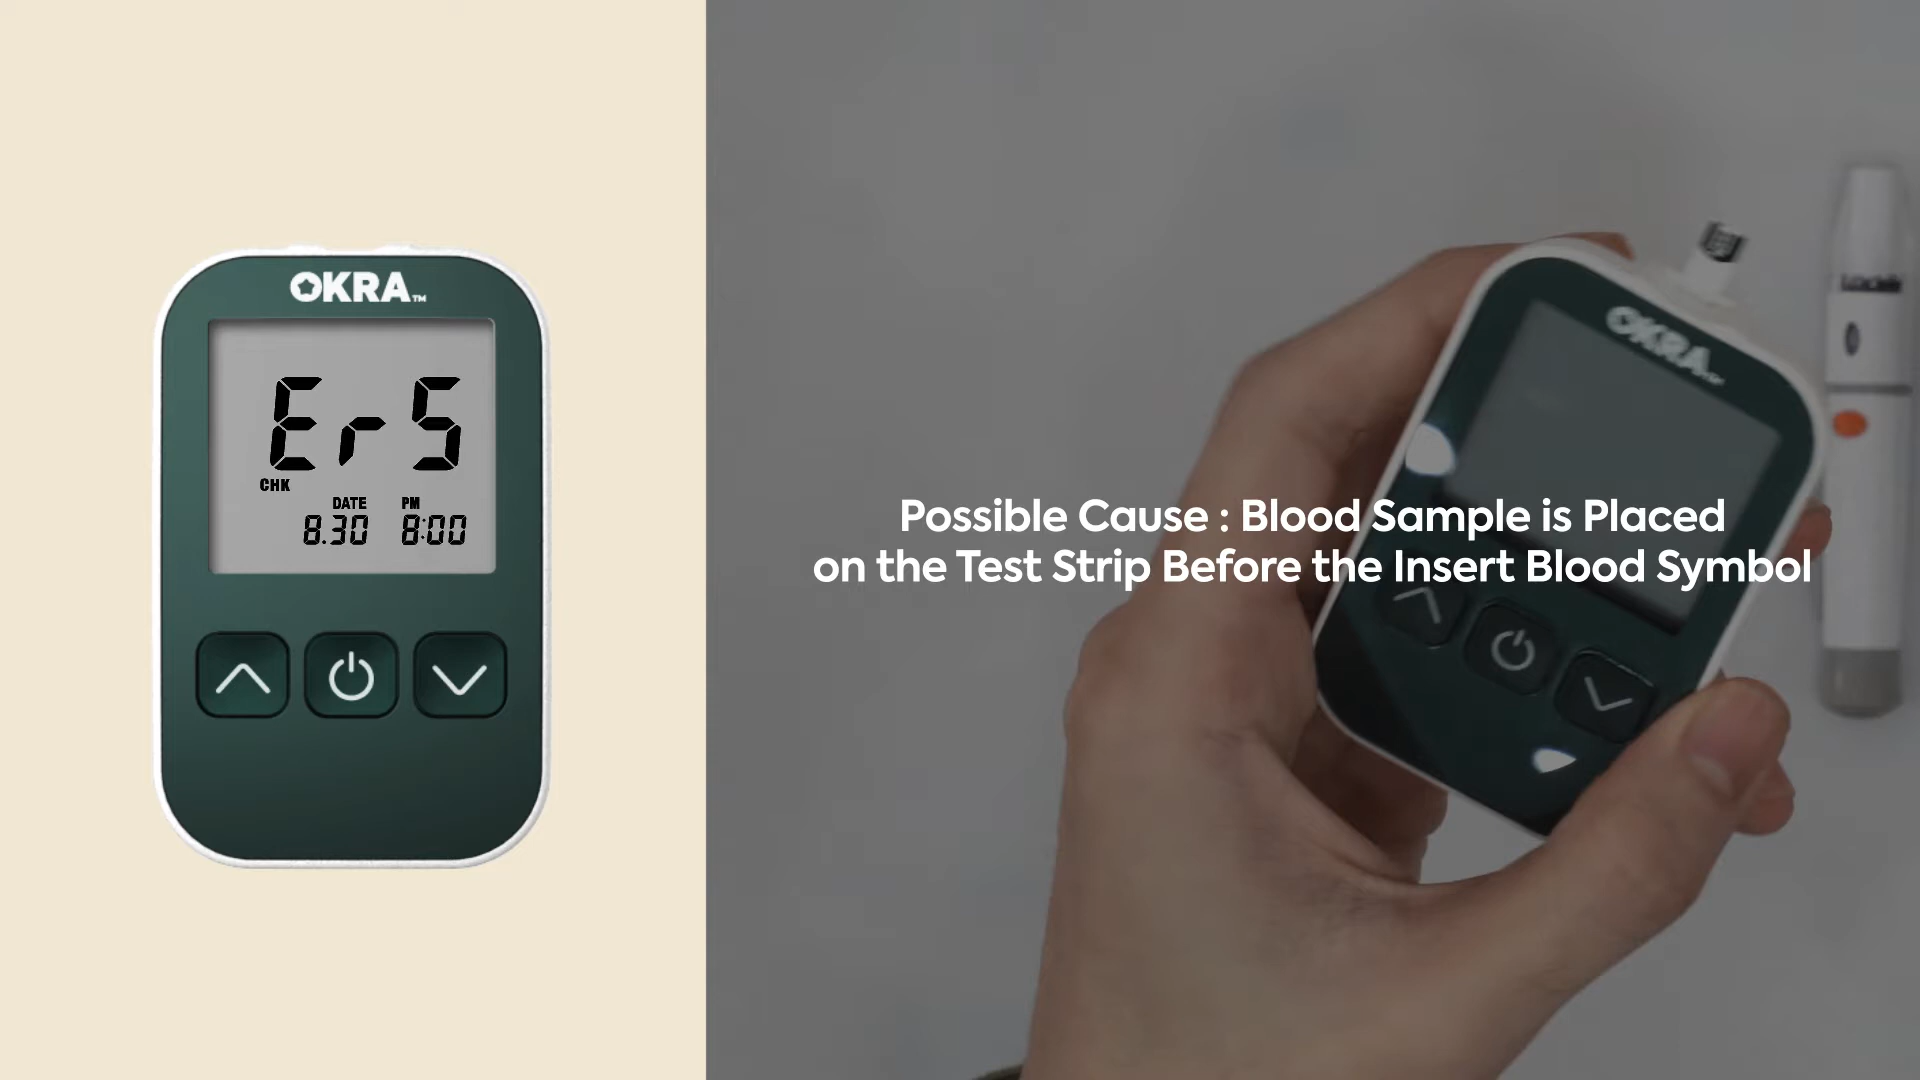 OKRA™
Er5
CHK
DATE PM
8.30 8:00
OKRA
Possible Cause : Blood Sample is Placed
on the Test Strip Before the Insert Blood Symbol